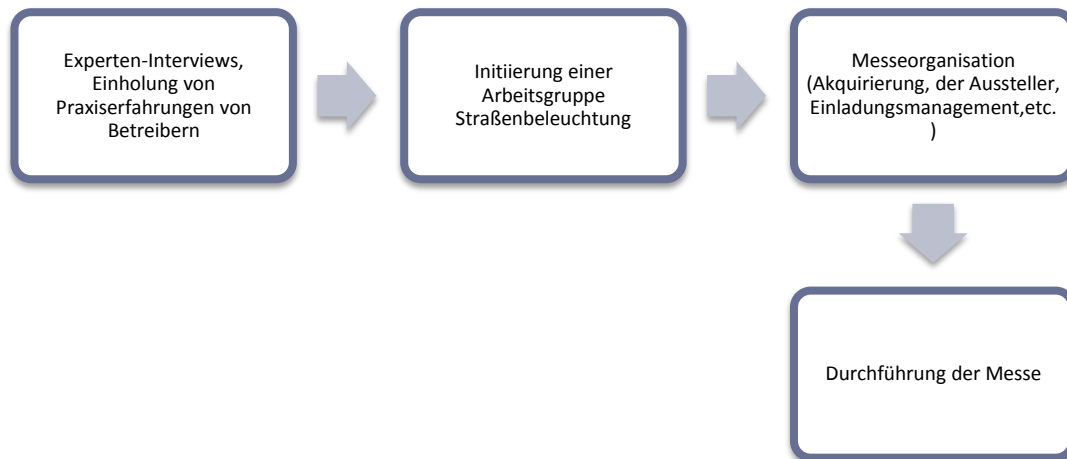 Experten-Interviews,
Einholung von
Praxiserfahrungen von
Betreibern
Initiierung einer
Arbeitsgruppe
Straßenbeleuchtung
Messeorganisation
(Akquirierung, der Aussteller,
Einladungsmanagement,etc.
)
Durchführung der Messe